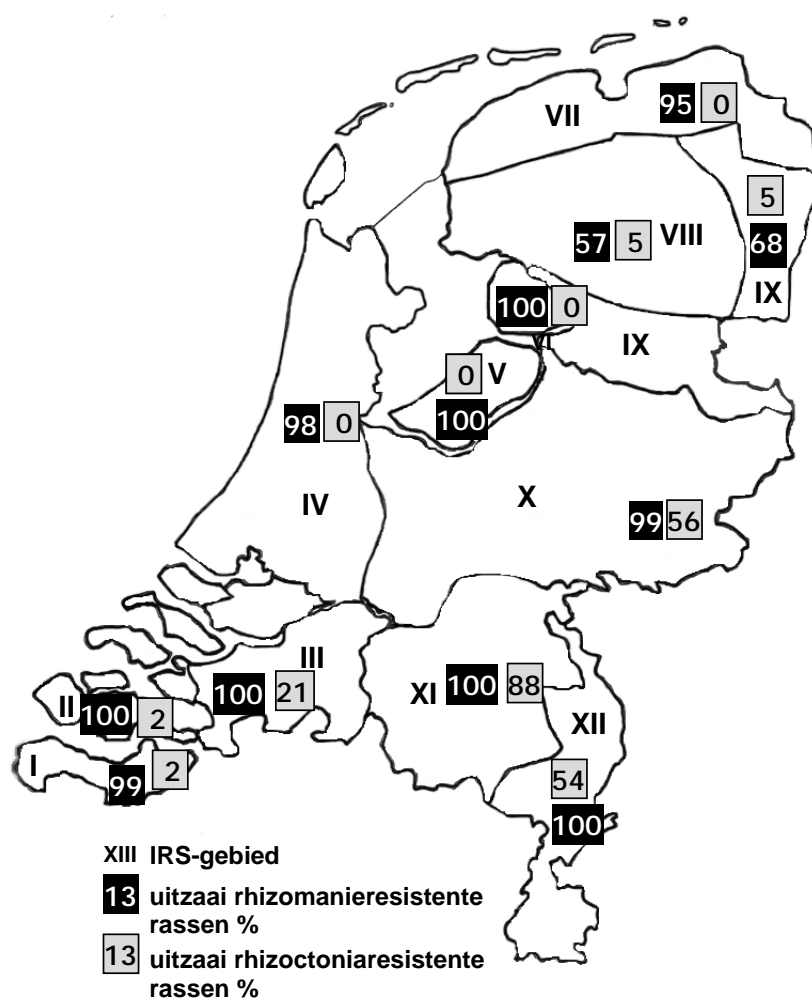 VII 95 0
5
57 5 VIII 68
IX
100 0
VI IX
0 V
100
98 0
X
IV 99 56
III
XI 100 88
100 21
II 100 2
XII
I 99 2
54
100
XIII IRS-gebied
13 uitzaai rhizomanieresistente
rassen %
13 uitzaai rhizoctoniaresistente
rassen %